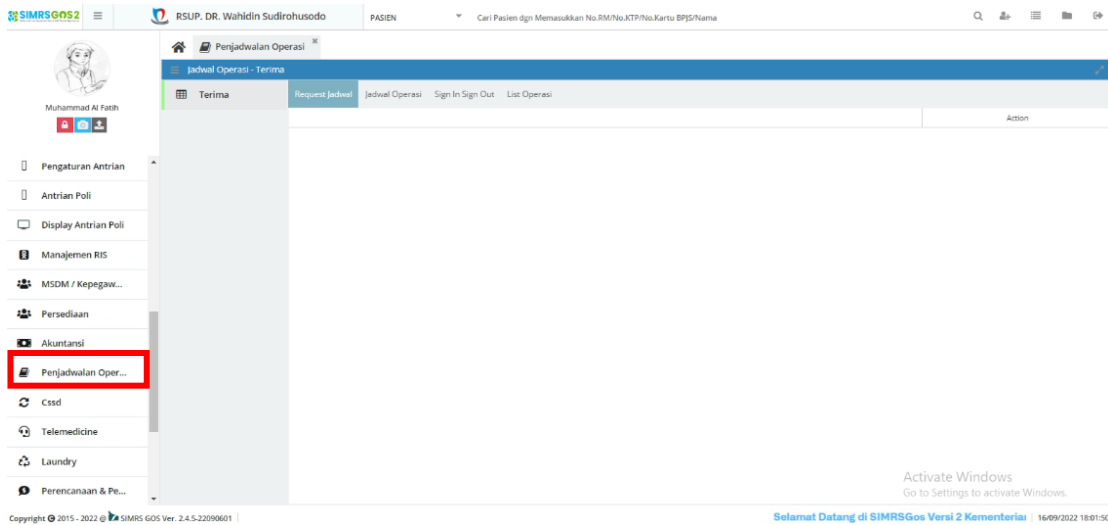 SIMRSGOS2
RSUP. DR. Wahidin Sudirohusodo
PASIEN
Cari Pasien dgn Memasukkan No.RM/No.KTP/No.Kartu BPJS/Nama
Penjadwalan Operasi
Jadwal Operasi - Terima
Muhammad Al Fatih
Terima
Request Jadwal
Jadwal Operasi
Sign In Sign Out
List Operasi
Action
Pengaturan Antrian
Antrian Poli
Display Antrian Poli
Manajemen RIS
MSDM / Kepegaw...
Persediaan
Akuntansi
Penjadwalan Oper...
Cssd
Telemedicine
Laundry
Perencanaan & Pe...
Activate Windows
Go to Settings to activate Windows.
Copyright 2015 - 2022 @ SIMRS GOS Ver. 2.4.5-22090601
Selamat Datang di SIMRSGos Versi 2 Kementerian
16/09/2022 18:01:50